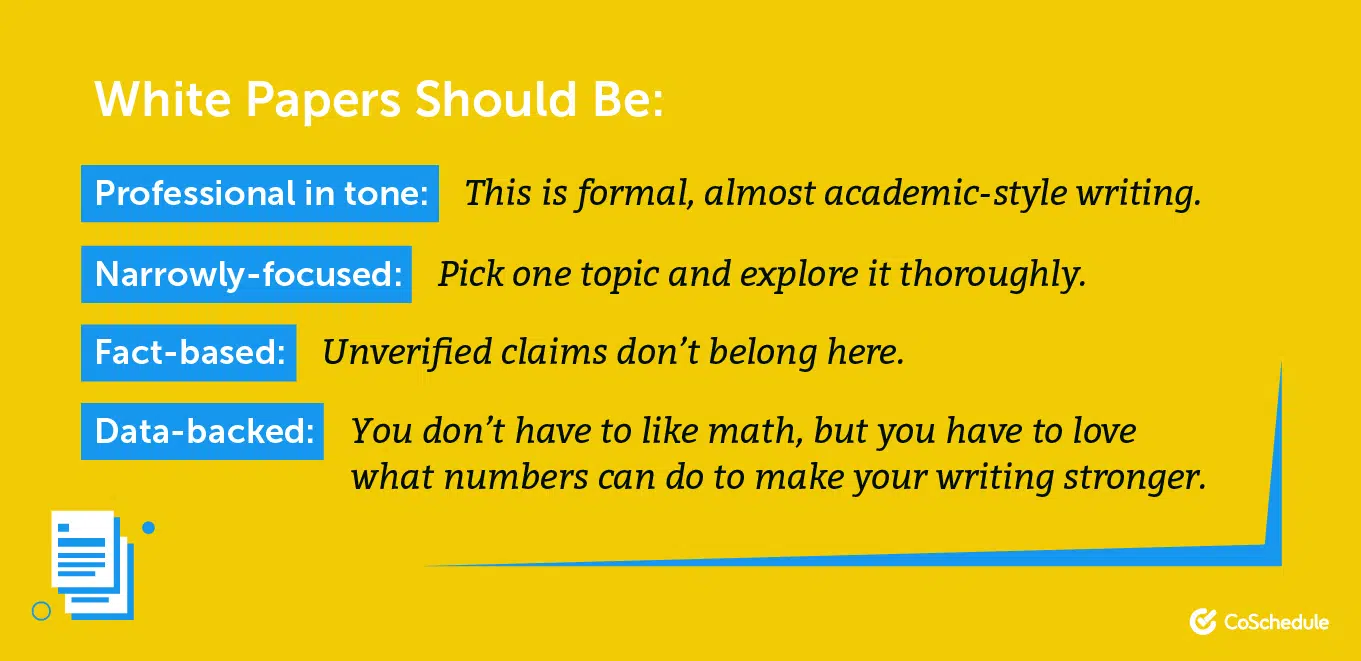 White Papers Should Be:
Professional in tone: This is formal, almost academic-style writing.
Narrowly-focused: Pick one topic and explore it thoroughly.
Fact-based: Unverified claims don’t belong here.
Data-backed: You don’t have to like math, but you have to love
what numbers can do to make your writing stronger.
CoSchedule